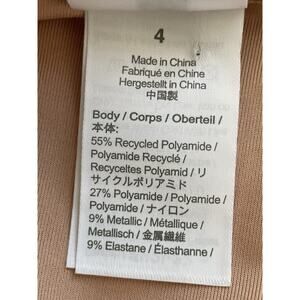 4
Made in China
Fabriqué en Chine
Hergestellt in China
中国製
Body / Corps / Oberteil /
本体:
55% Recycled Polyamide /
Polyamide Recyclé /
Recyceltes Polyamid / リ
サイクルポリアミド
27% Polyamide / Polyamide /
Polyamide / ナイロン
9% Metallic / Métallique /
Metallisch / 金属繊維
9% Elastane / Élasthanne /